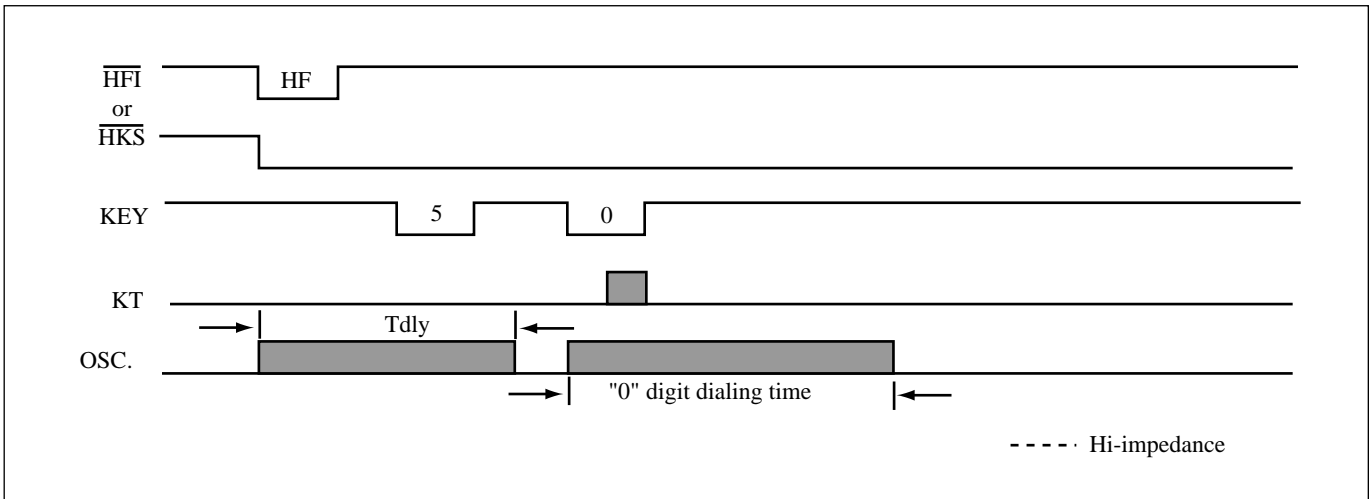 HFI HF
or
HKS
KEY 5 0
KT
Tdly
OSC.
"0" digit dialing time
Hi-impedance